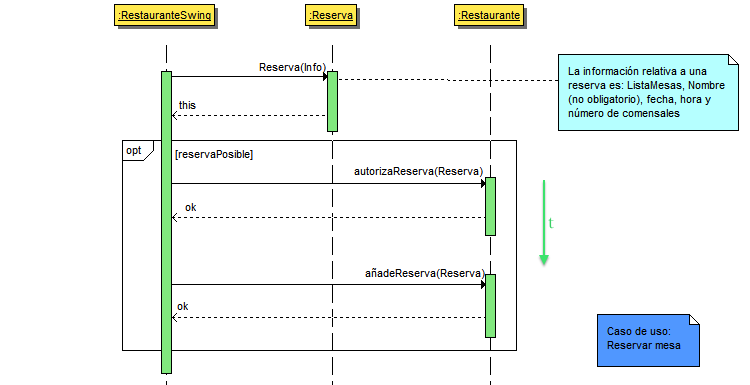 :RestauranteSwing
:Reserva
:Restaurante
Reserva(Info)
La información relativa a una
reserva es: ListaMesas, Nombre
(no obligatorio), fecha, hora y
número de comensales
this
opt
[reservaPosible]
autorizaReserva(Reserva)
ok
t
añadeReserva(Reserva)
ok
Caso de uso:
Reservar mesa